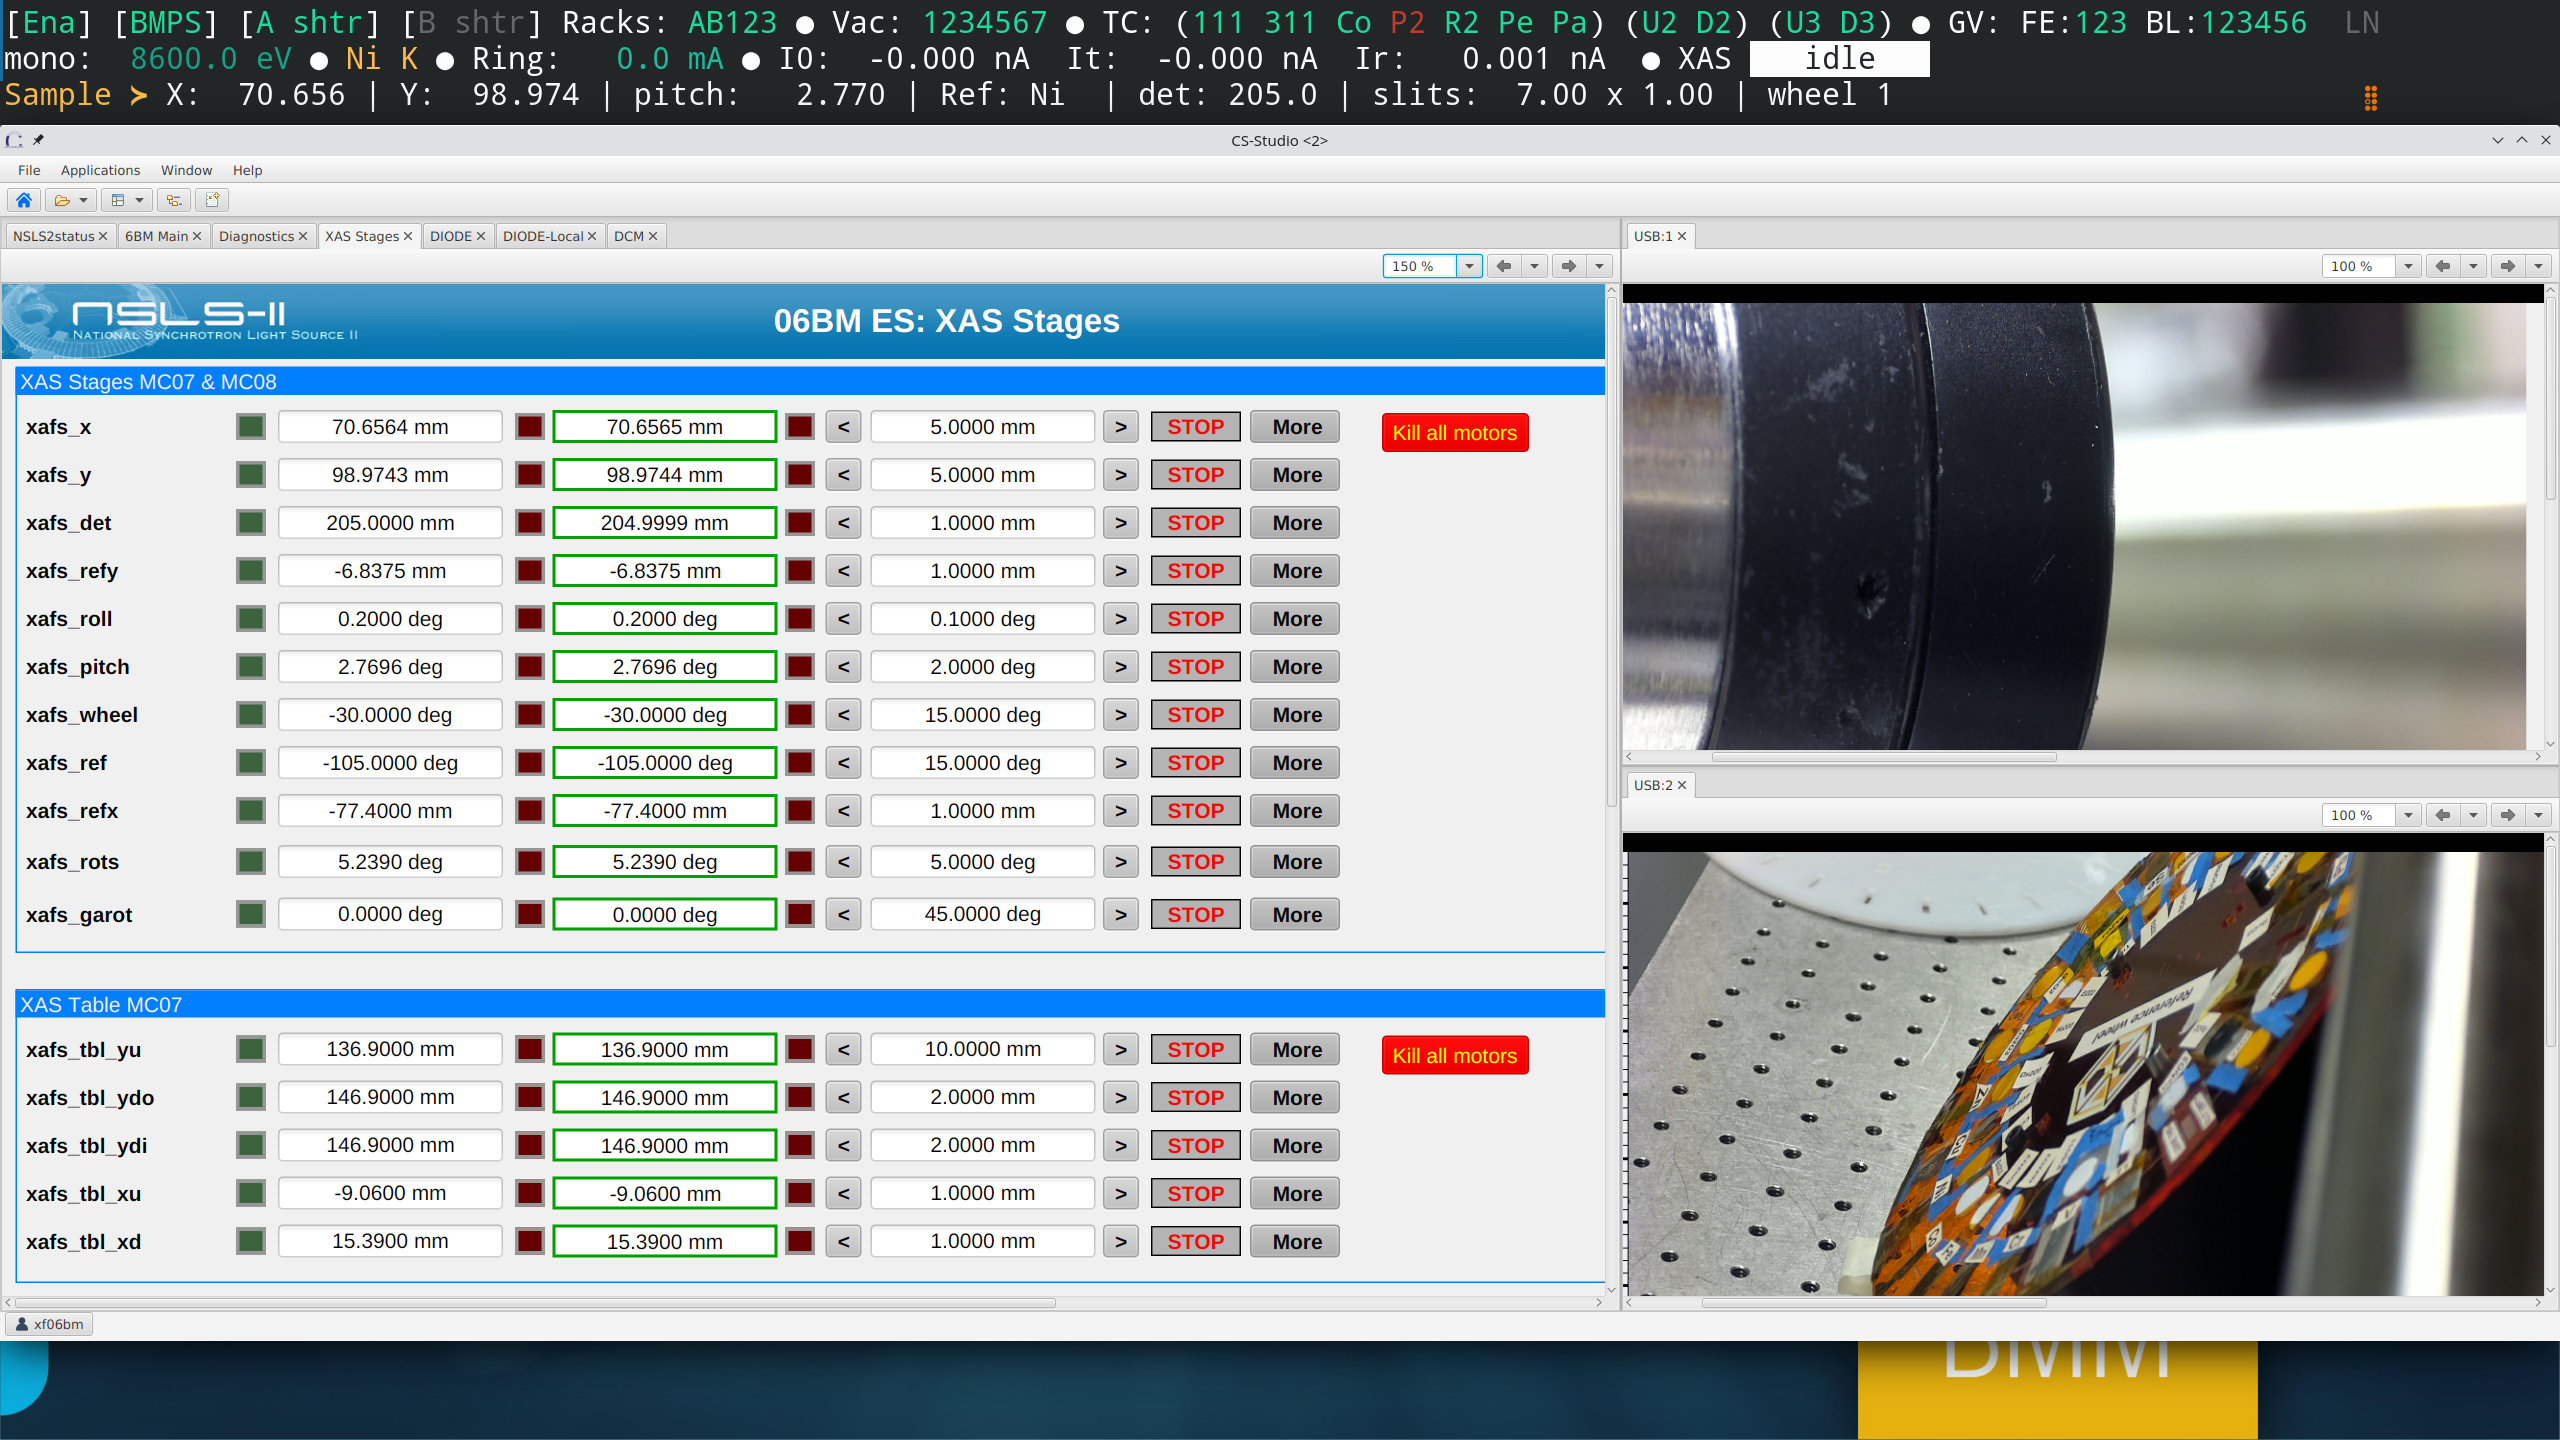 [Ena] [BMPS] [A shtr] [B shtr] Racks: AB123 ● Vac: 1234567 ● TC: (111 311 Co P2 R2 Pe Pa) (U2 D2) (U3 D3) ● GV: FE:123 BL:123456 LN
mono: 8600.0 eV ● Ni K ● Ring: 0.0 mA ● I0: -0.000 nA It: -0.000 nA Ir: 0.001 nA ● XAS idle
Sample ➤ X: 70.656 | Y: 98.974 | pitch: 2.770 | Ref: Ni | det: 205.0 | slits: 7.00 x 1.00 | wheel 1
CS-Studio <2>
File Applications Window Help
NSLS2status 6BM Main Diagnostics XAS Stages DIODE DIODE-Local DCM
150 %
NSLS-II
National Synchrotron Light Source II
06BM ES: XAS Stages
XAS Stages MC07 & MC08
xafs_x 70.6564 mm 70.6565 mm < 5.0000 mm > STOP More Kill all motors
xafs_y 98.9743 mm 98.9744 mm < 5.0000 mm > STOP More
xafs_det 205.0000 mm 204.9999 mm < 1.0000 mm > STOP More
xafs_refy -6.8375 mm -6.8375 mm < 1.0000 mm > STOP More
xafs_roll 0.2000 deg 0.2000 deg < 0.1000 deg > STOP More
xafs_pitch 2.7696 deg 2.7696 deg < 2.0000 deg > STOP More
xafs_wheel -30.0000 deg -30.0000 deg < 15.0000 deg > STOP More
xafs_ref -105.0000 deg -105.0000 deg < 15.0000 deg > STOP More
xafs_refx -77.4000 mm -77.4000 mm < 1.0000 mm > STOP More
xafs_rots 5.2390 deg 5.2390 deg < 5.0000 deg > STOP More
xafs_garot 0.0000 deg 0.0000 deg < 45.0000 deg > STOP More
XAS Table MC07
xafs_tbl_yu 136.9000 mm 136.9000 mm < 10.0000 mm > STOP More Kill all motors
xafs_tbl_ydo 146.9000 mm 146.9000 mm < 2.0000 mm > STOP More
xafs_tbl_ydi 146.9000 mm 146.9000 mm < 2.0000 mm > STOP More
xafs_tbl_xu -9.0600 mm -9.0600 mm < 1.0000 mm > STOP More
xafs_tbl_xd 15.3900 mm 15.3900 mm < 1.0000 mm > STOP More
xf06bm
USB:1
100 %
USB:2
100 %
Reference wheel
BMM